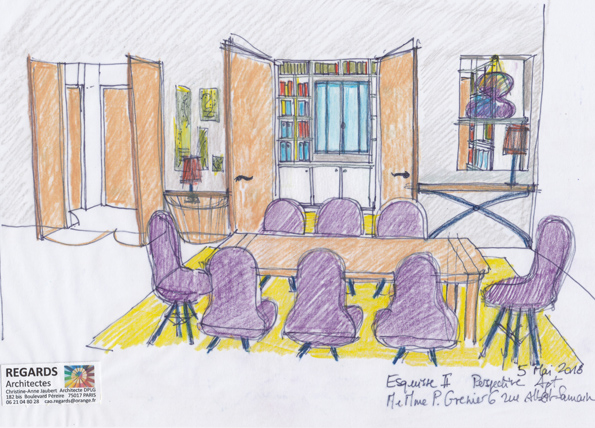 REGARDS
Architectes
Christine-Anne Jaubert Architecte DPLG
182 bis Boulevard Péreire 75017 PARIS
06 21 04 60 28 cao.regards@orange.fr
5 Mai 2018
Esquisse II Perspective Apt
M et Mme P. Grenier 6 rue Albert Samain